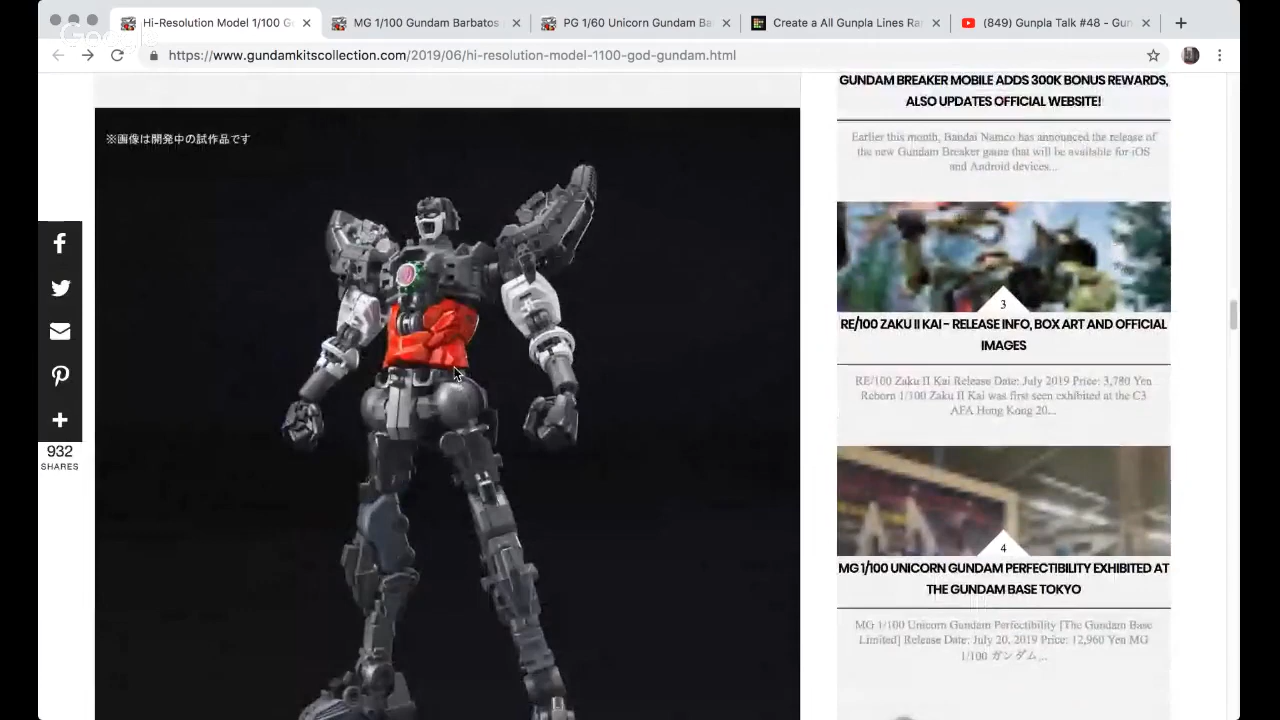 Google
Hi-Resolution Model 1/100 G
MG 1/100 Gundam Barbatos
PG 1/60 Unicorn Gundam Ba
Create a All Gunpla Lines Ra
(849) Gunpla Talk #48 - Gun
https://www.gundamkitscollection.com/2019/06/hi-resolution-model-1100-god-gundam.html
※画像は開発中の試作品です
932
SHARES
GUNDAM BREAKER MOBILE ADDS 300K BONUS REWARDS,
ALSO UPDATES OFFICIAL WEBSITE!
Earlier this month, Bandai Namco has announced the release of
the new Gundam Breaker game that will be available for iOS
and Android devices...
3
RE/100 ZAKU II KAI - RELEASE INFO, BOX ART AND OFFICIAL
IMAGES
RE/100 Zaku II Kai Release Date: July 2019 Price: 3,780 Yen
Reborn 1/100 Zaku II Kai was first seen exhibited at the C3
AFA Hong Kong 20...
4
MG 1/100 UNICORN GUNDAM PERFECTIBILITY EXHIBITED AT
THE GUNDAM BASE TOKYO
MG 1/100 Unicorn Gundam Perfectibility [The Gundam Base
Limited] Release Date: July 20, 2019 Price: 12,960 Yen MG
1/100 ガンダム...